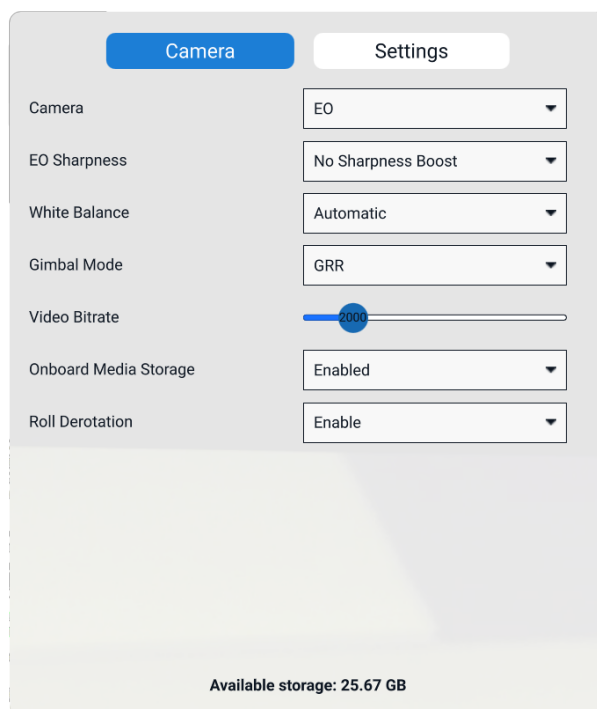 Camera Settings
Camera EO
EO Sharpness No Sharpness Boost
White Balance Automatic
Gimbal Mode GRR
Video Bitrate 2000
Onboard Media Storage Enabled
Roll Derotation Enable
Available storage: 25.67 GB